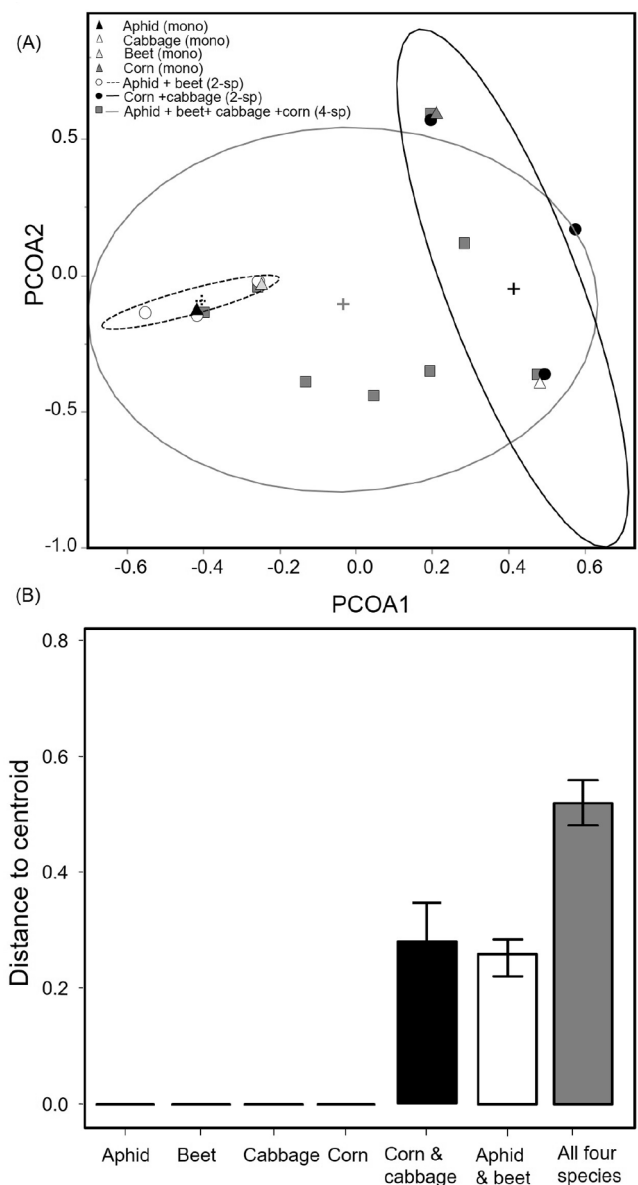 (A)
Aphid (mono)
Cabbage (mono)
Beet (mono)
Corn (mono)
Aphid + beet (2-sp)
Corn +cabbage (2-sp)
Aphid + beet+ cabbage +corn (4-sp)
PCOA2
0.5
0.0
-0.5
-1.0
-0.6
-0.4
-0.2
0.0
0.2
0.4
0.6
PCOA1
(B)
Distance to centroid
0.8
0.6
0.4
0.2
0.0
Aphid
Beet
Cabbage
Corn
Corn &
cabbage
Aphid
& beet
All four
species